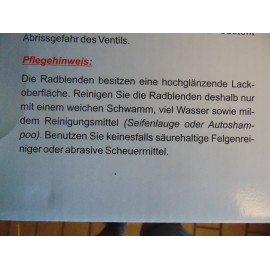 besteht
Abrissgefahr des Ventils.
Pflegehinweis:
Die Radblenden besitzen eine hochglänzende Lack-
oberfläche. Reinigen Sie die Radblenden deshalb nur
mit einem weichen Schwamm, viel Wasser sowie mil-
dem Reinigungsmittel (Seifenlauge oder Autosham-
poo). Benutzen Sie keinesfalls säurehaltige Felgenrei-
niger oder abrasive Scheuermittel.